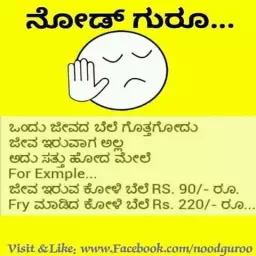 ನೋಡ್ ಗುರೂ...
ಒಂದು ಜೀವದ ಬೆಲೆ ಗೊತ್ತಗೋದು
ಜೀವ ಇರುವಾಗ ಅಲ್ಲ
ಅದು ಸತ್ತು ಹೋದ ಮೇಲೆ
For Exmple...
ಜೀವ ಇರುವ ಕೋಳಿ ಬೆಲೆ RS. 90/- ರೂ.
Fry ಮಾಡಿದ ಕೋಳಿ ಬೆಲೆ Rs. 220/- ರೂ...
Visit & Like; www.Facebook.com/noodguroo